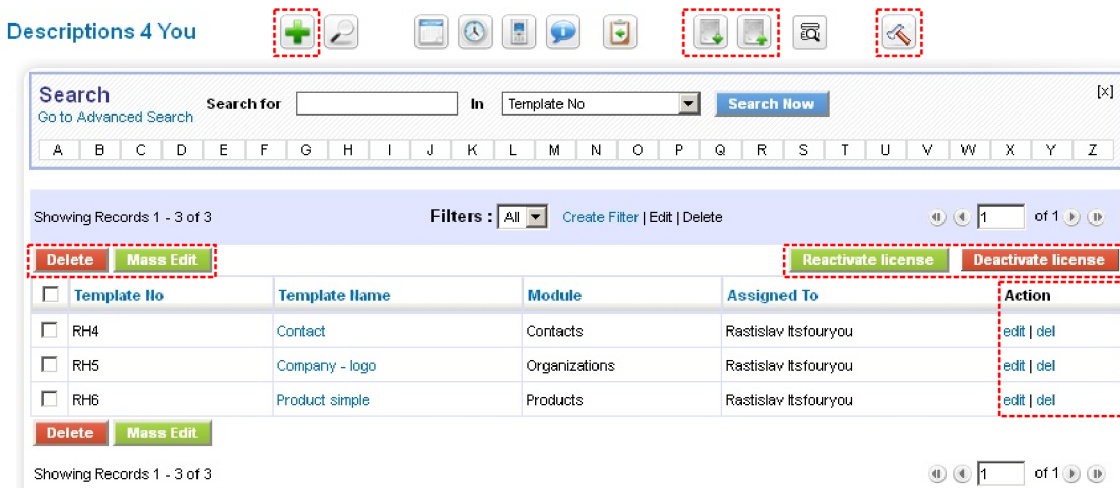 Descriptions 4 You
Search
Go to Advanced Search
Search for In Template No Search Now [x]
A B C D E F G H I J K L M N O P Q R S T U V W X Y Z
Showing Records 1 - 3 of 3 Filters : All Create Filter | Edit | Delete 1 of 1
Delete Mass Edit Reactivate license Deactivate license
Template No Template Name Module Assigned To Action
RH4 Contact Contacts Rastislav Itsfouryou edit | del
RH5 Company - logo Organizations Rastislav Itsfouryou edit | del
RH6 Product simple Products Rastislav Itsfouryou edit | del
Delete Mass Edit
Showing Records 1 - 3 of 3 1 of 1